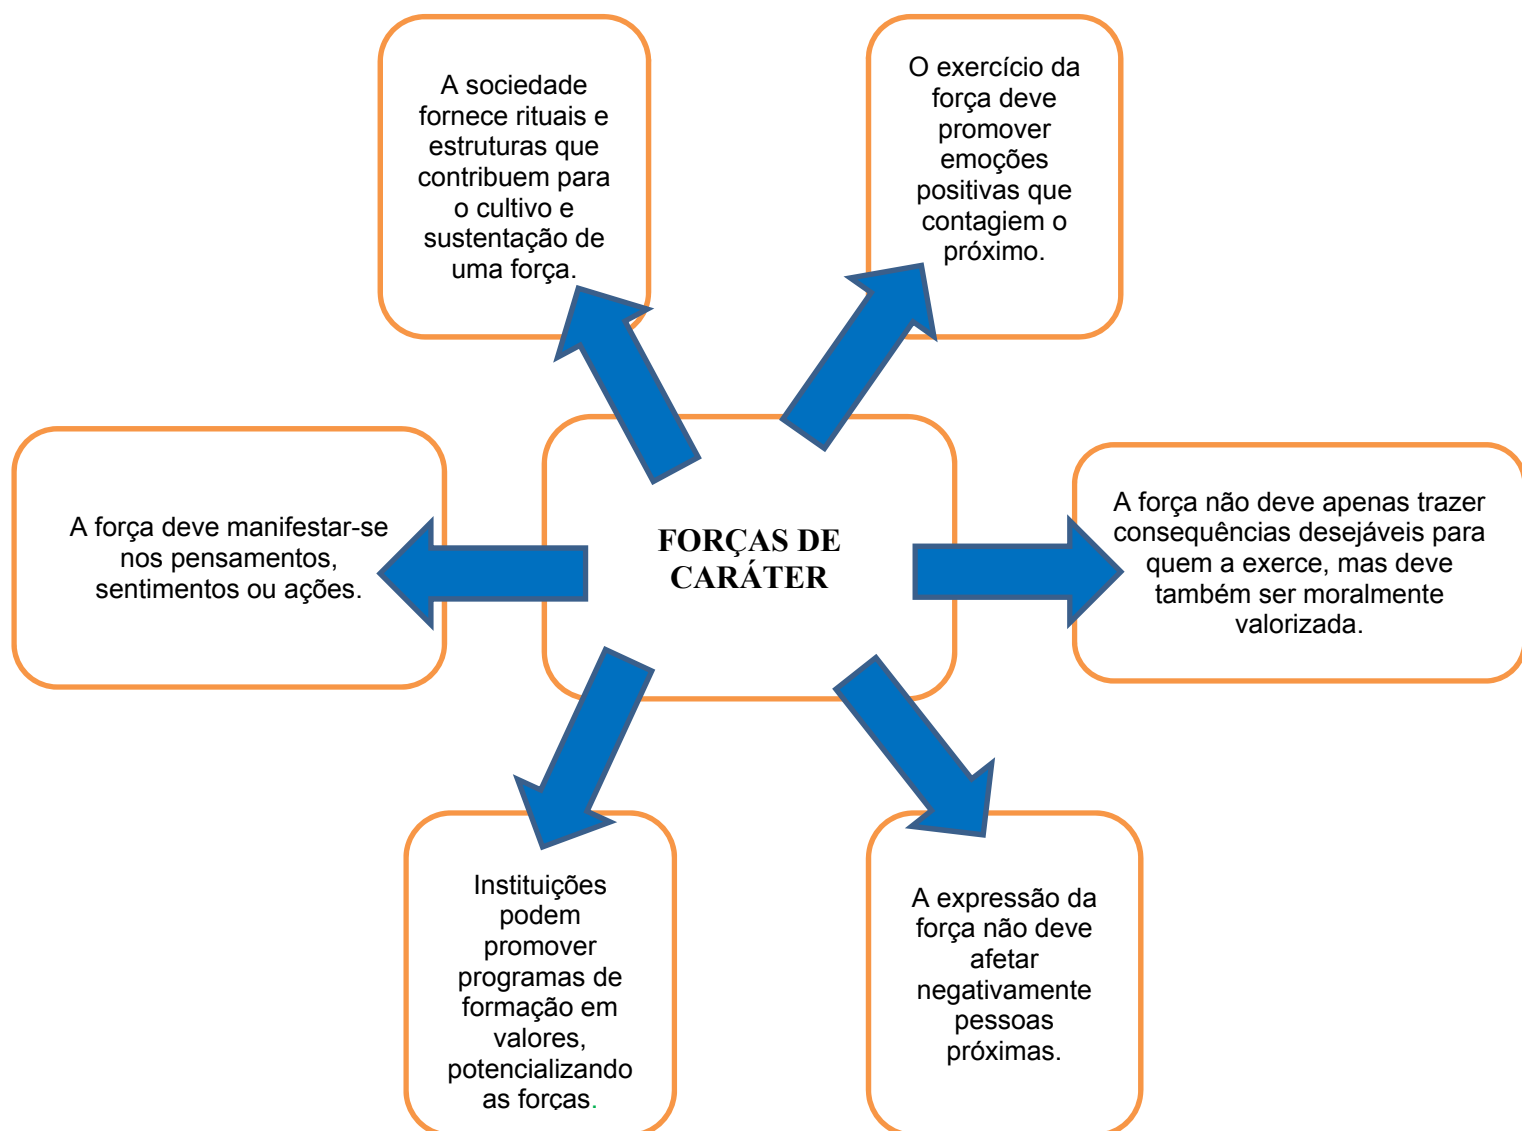 A sociedade
fornece rituais e
estruturas que
contribuem para
o cultivo e
sustentação de
uma força.
O exercício da
força deve
promover
emoções
positivas que
contagiem o
próximo.
A força deve manifestar-se
nos pensamentos,
sentimentos ou ações.
FORÇAS DE
CARÁTER
A força não deve apenas trazer
consequências desejáveis para
quem a exerce, mas deve
também ser moralmente
valorizada.
Instituições
podem
promover
programas de
formação em
valores,
potencializando
as forças.
A expressão da
força não deve
afetar
negativamente
pessoas
próximas.